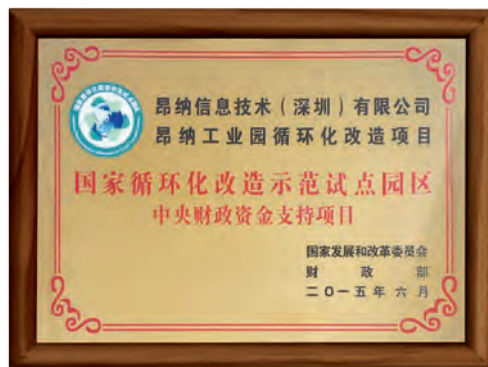 昂纳信息技术（深圳）有限公司
昂纳工业园循环化改造项目
国家循环化改造示范试点园区
中央财政资金支持项目
国家发展和改革委员会
财政部
二〇一五年六月